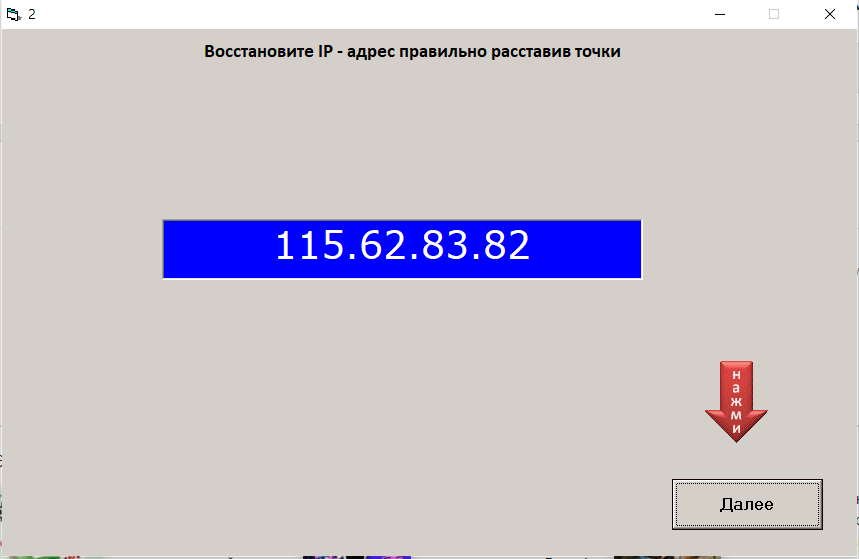 2
Восстановите IP - адрес правильно расставив точки
115.62.83.82
нажми
Далее